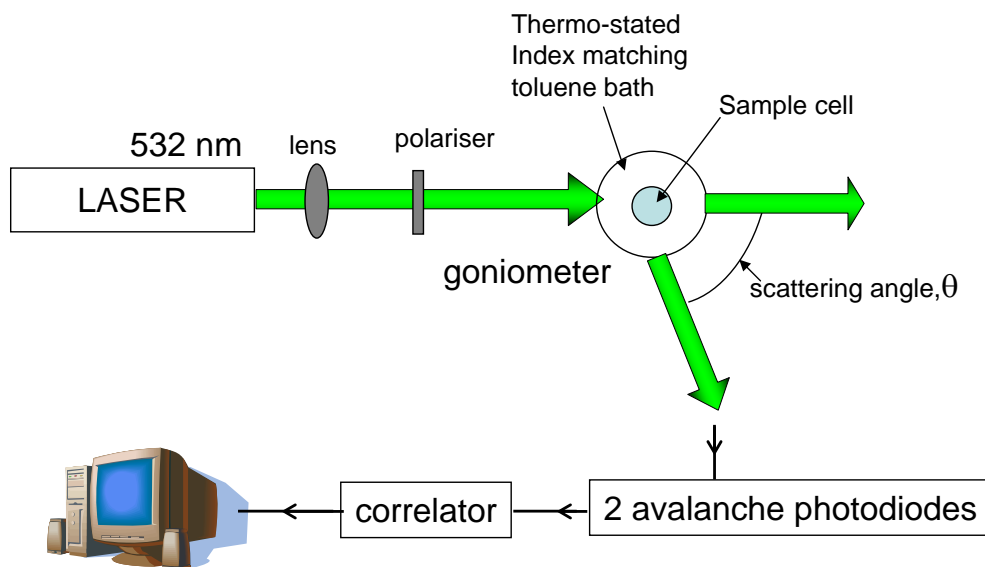 Thermo-stated
Index matching
toluene bath
Sample cell
532 nm
lens
polariser
LASER
goniometer
scattering angle,θ
correlator
2 avalanche photodiodes